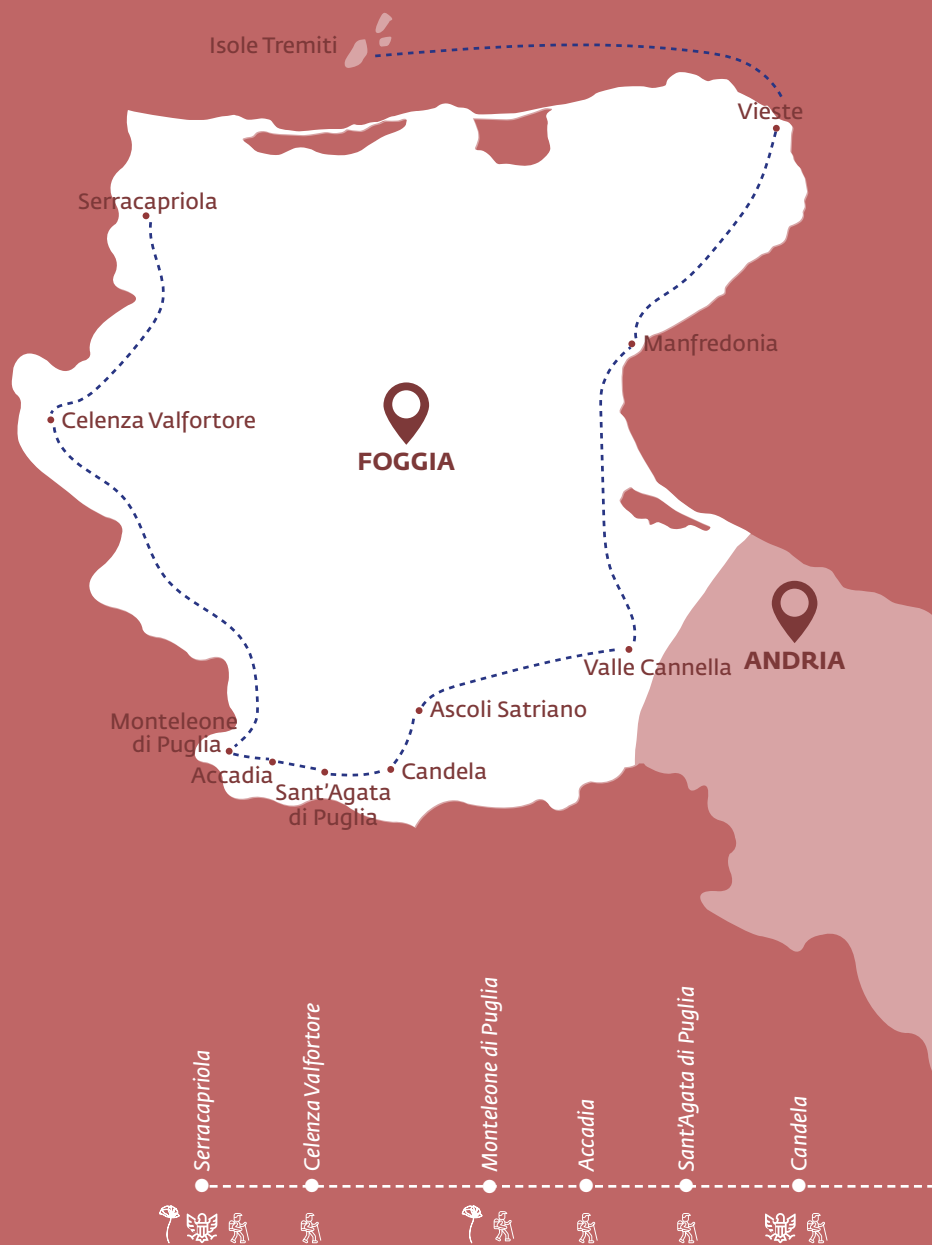 Isole Tremiti
Vieste
Serracapriola
Manfredonia
Celenza Valfortore
FOGGIA
ANDRIA
Valle Cannella
Ascoli Satriano
Monteleone
di Puglia
Accadia
Candela
Sant'Agata
di Puglia
Serracapriola
Celenza Valfortore
Monteleone di Puglia
Accadia
Sant'Agata di Puglia
Candela